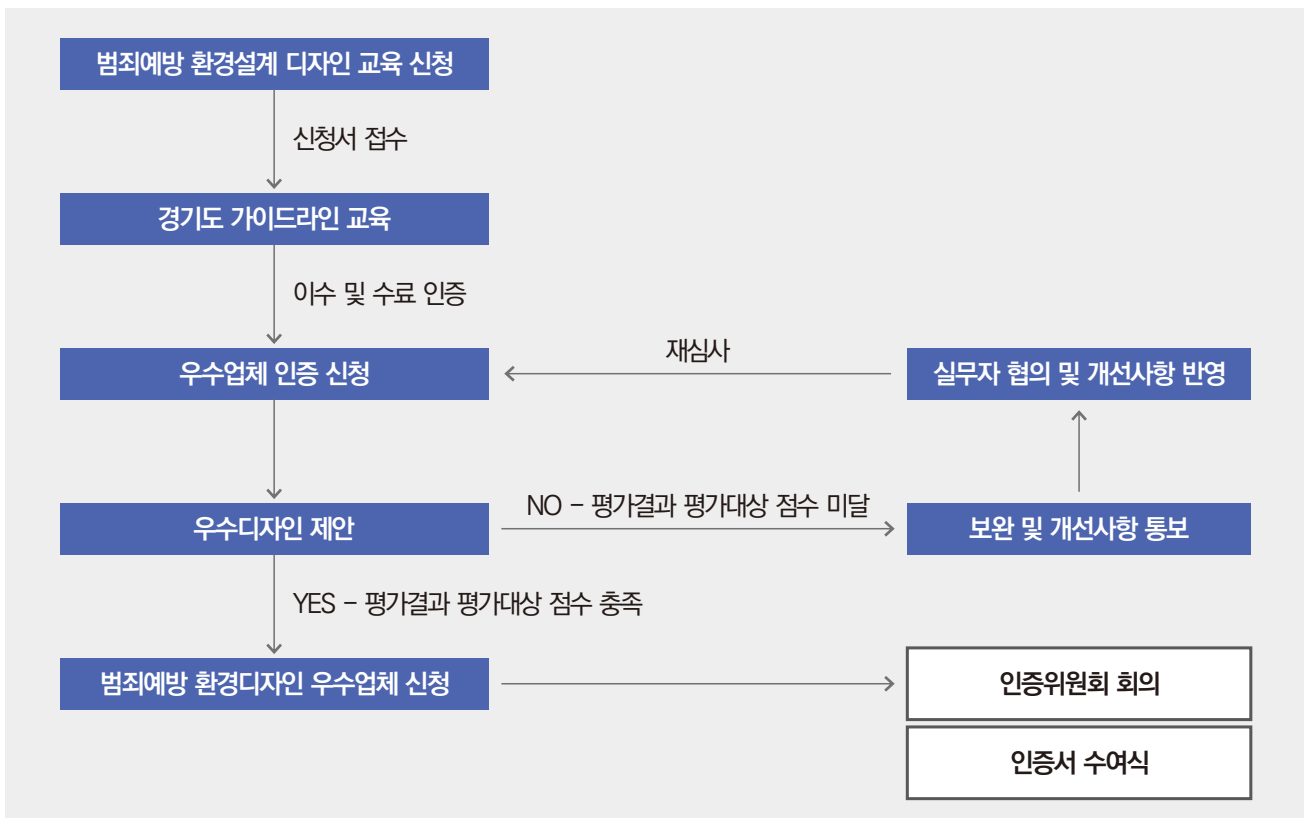 범죄예방 환경설계 디자인 교육 신청
신청서 접수
경기도 가이드라인 교육
이수 및 수료 인증
우수업체 인증 신청
재심사
실무자 협의 및 개선사항 반영
우수디자인 제안
NO - 평가결과 평가대상 점수 미달
보완 및 개선사항 통보
YES - 평가결과 평가대상 점수 충족
범죄예방 환경디자인 우수업체 신청
인증위원회 회의
인증서 수여식